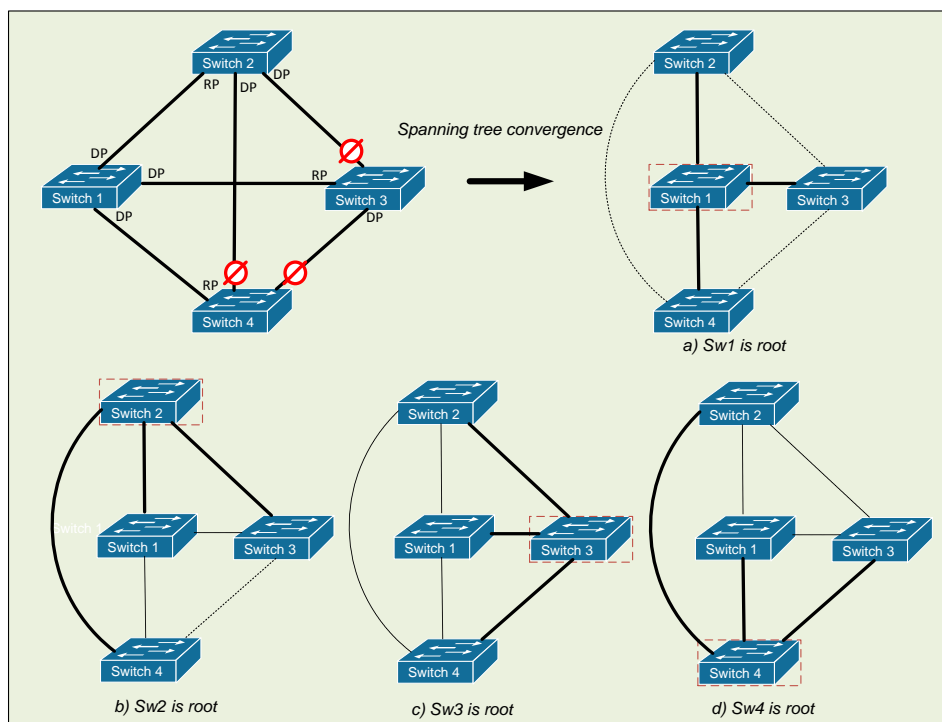 Switch 2
RP
DP
DP
DP
Switch 1
DP
DP
RP
Switch 3
DP
RP
Switch 4
Spanning tree convergence
Switch 2
Switch 1
Switch 3
Switch 4
a) Sw1 is root
Switch 2
Switch 1
Switch 1
Switch 3
Switch 4
b) Sw2 is root
Switch 2
Switch 1
Switch 3
Switch 4
c) Sw3 is root
Switch 2
Switch 1
Switch 3
Switch 4
d) Sw4 is root